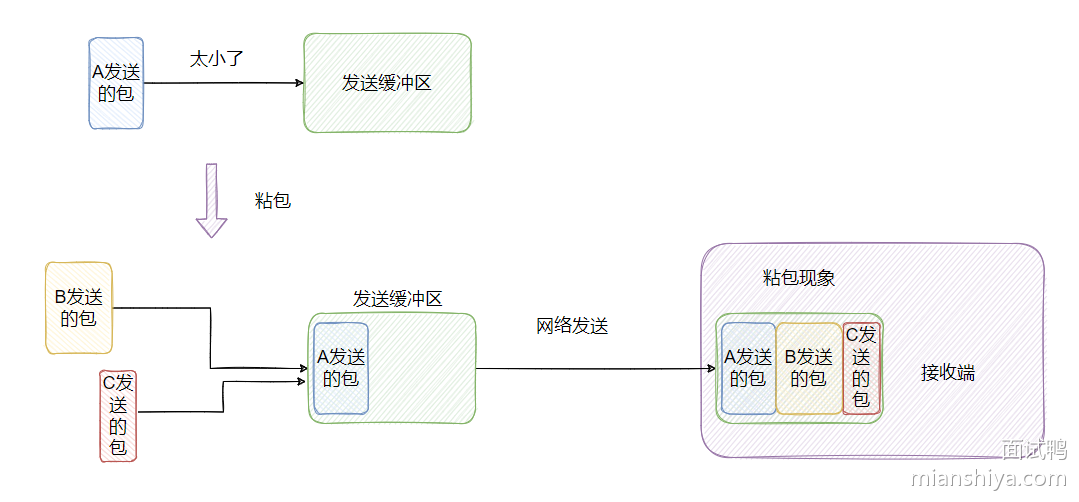 A发送
的包
太小了
发送缓冲区
粘包
B发送
的包
C发
送
的
包
发送缓冲区
A发送
的包
网络发送
粘包现象
A发送
的包
B发送
的包
C发
送
的
包
接收端
面试鸭
mianshiya.com